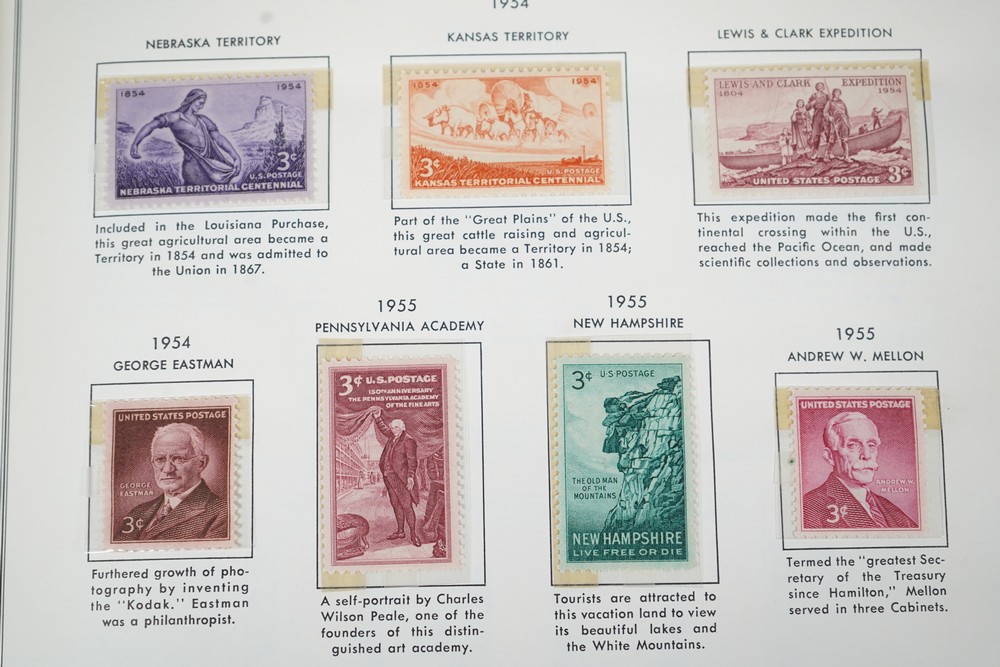 1954
NEBRASKA TERRITORY
1854 1954
3¢
U.S. POSTAGE
NEBRASKA TERRITORIAL CENTENNIAL
Included in the Louisiana Purchase,
this great agricultural area became a
Territory in 1854 and was admitted to
the Union in 1867.
KANSAS TERRITORY
1854 1954
3¢
U.S. POSTAGE
KANSAS TERRITORIAL CENTENNIAL
Part of the "Great Plains" of the U.S.,
this great cattle raising and agricul-
tural area became a Territory in 1854;
a State in 1861.
LEWIS & CLARK EXPEDITION
LEWIS AND CLARK EXPEDITION
1804 1954
UNITED STATES POSTAGE 3¢
This expedition made the first con-
tinental crossing within the U.S.,
reached the Pacific Ocean, and made
scientific collections and observations.
1954
GEORGE EASTMAN
UNITED STATES POSTAGE
GEORGE
EASTMAN
3¢
Furthered growth of pho-
tography by inventing
the "Kodak." Eastman
was a philanthropist.
1955
PENNSYLVANIA ACADEMY
3¢ U.S. POSTAGE
150TH ANNIVERSARY
THE PENNSYLVANIA ACADEMY
OF THE FINE ARTS
A self-portrait by Charles
Wilson Peale, one of the
founders of this distin-
guished art academy.
1955
NEW HAMPSHIRE
3¢ U·S·POSTAGE
THE OLD MAN
OF THE
MOUNTAINS
NEW HAMPSHIRE
LIVE FREE OR DIE
Tourists are attracted to
this vacation land to view
its beautiful lakes and
the White Mountains.
1955
ANDREW W. MELLON
UNITED STATES POSTAGE
ANDREW W.
MELLON
3¢
Termed the "greatest Sec-
retary of the Treasury
since Hamilton," Mellon
served in three Cabinets.